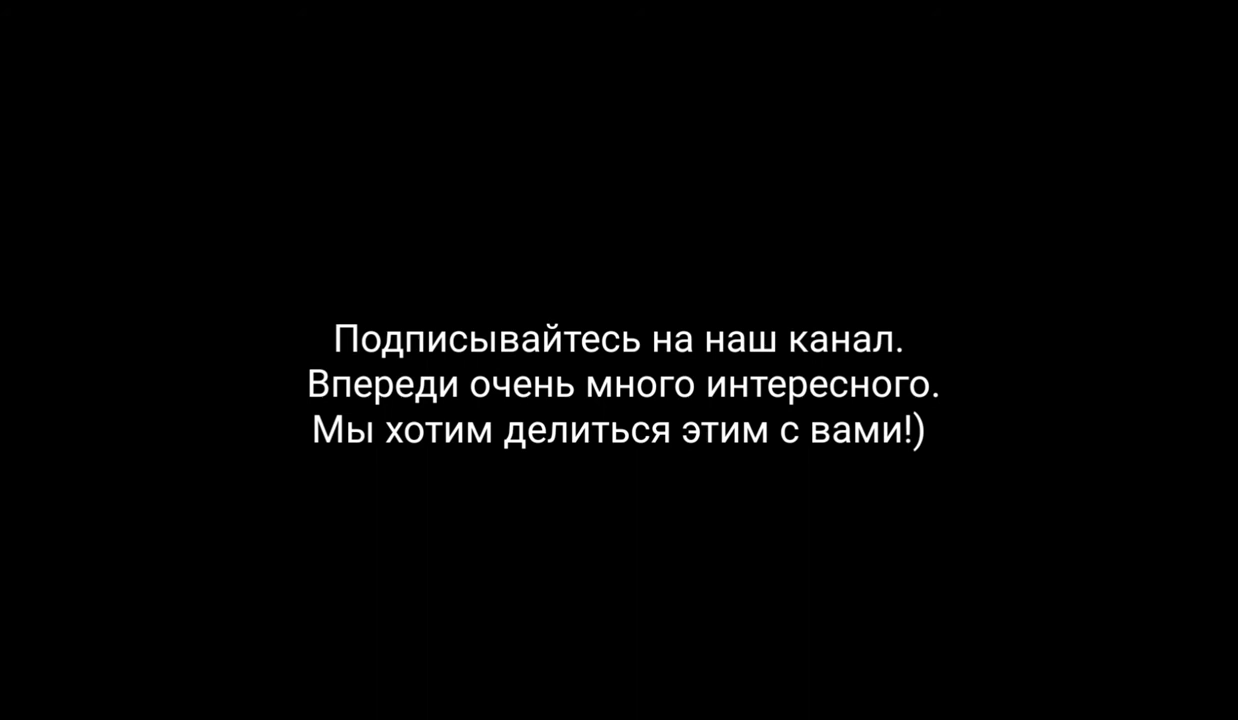 Подписывайтесь на наш канал.
Впереди очень много интересного.
Мы хотим делиться этим с вами!)